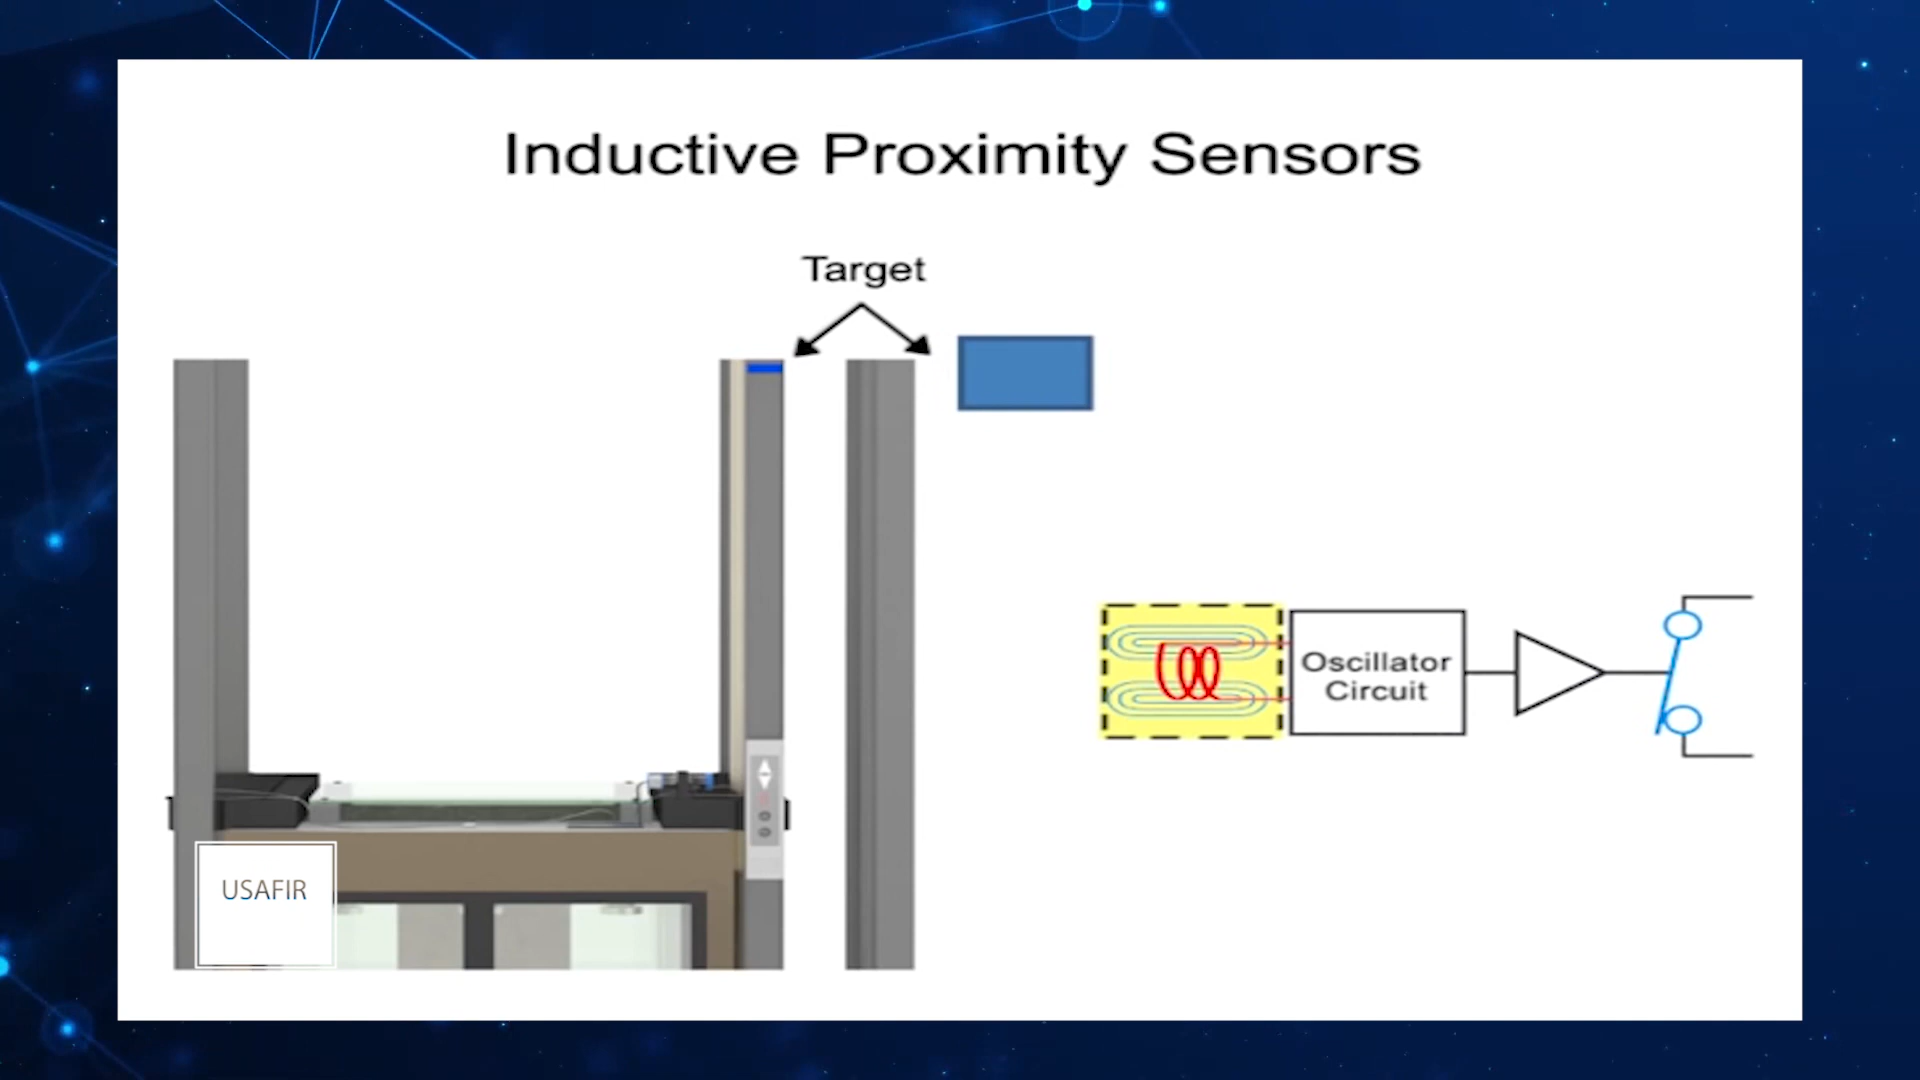 Inductive Proximity Sensors
Target
Oscillator
Circuit
USAFIR